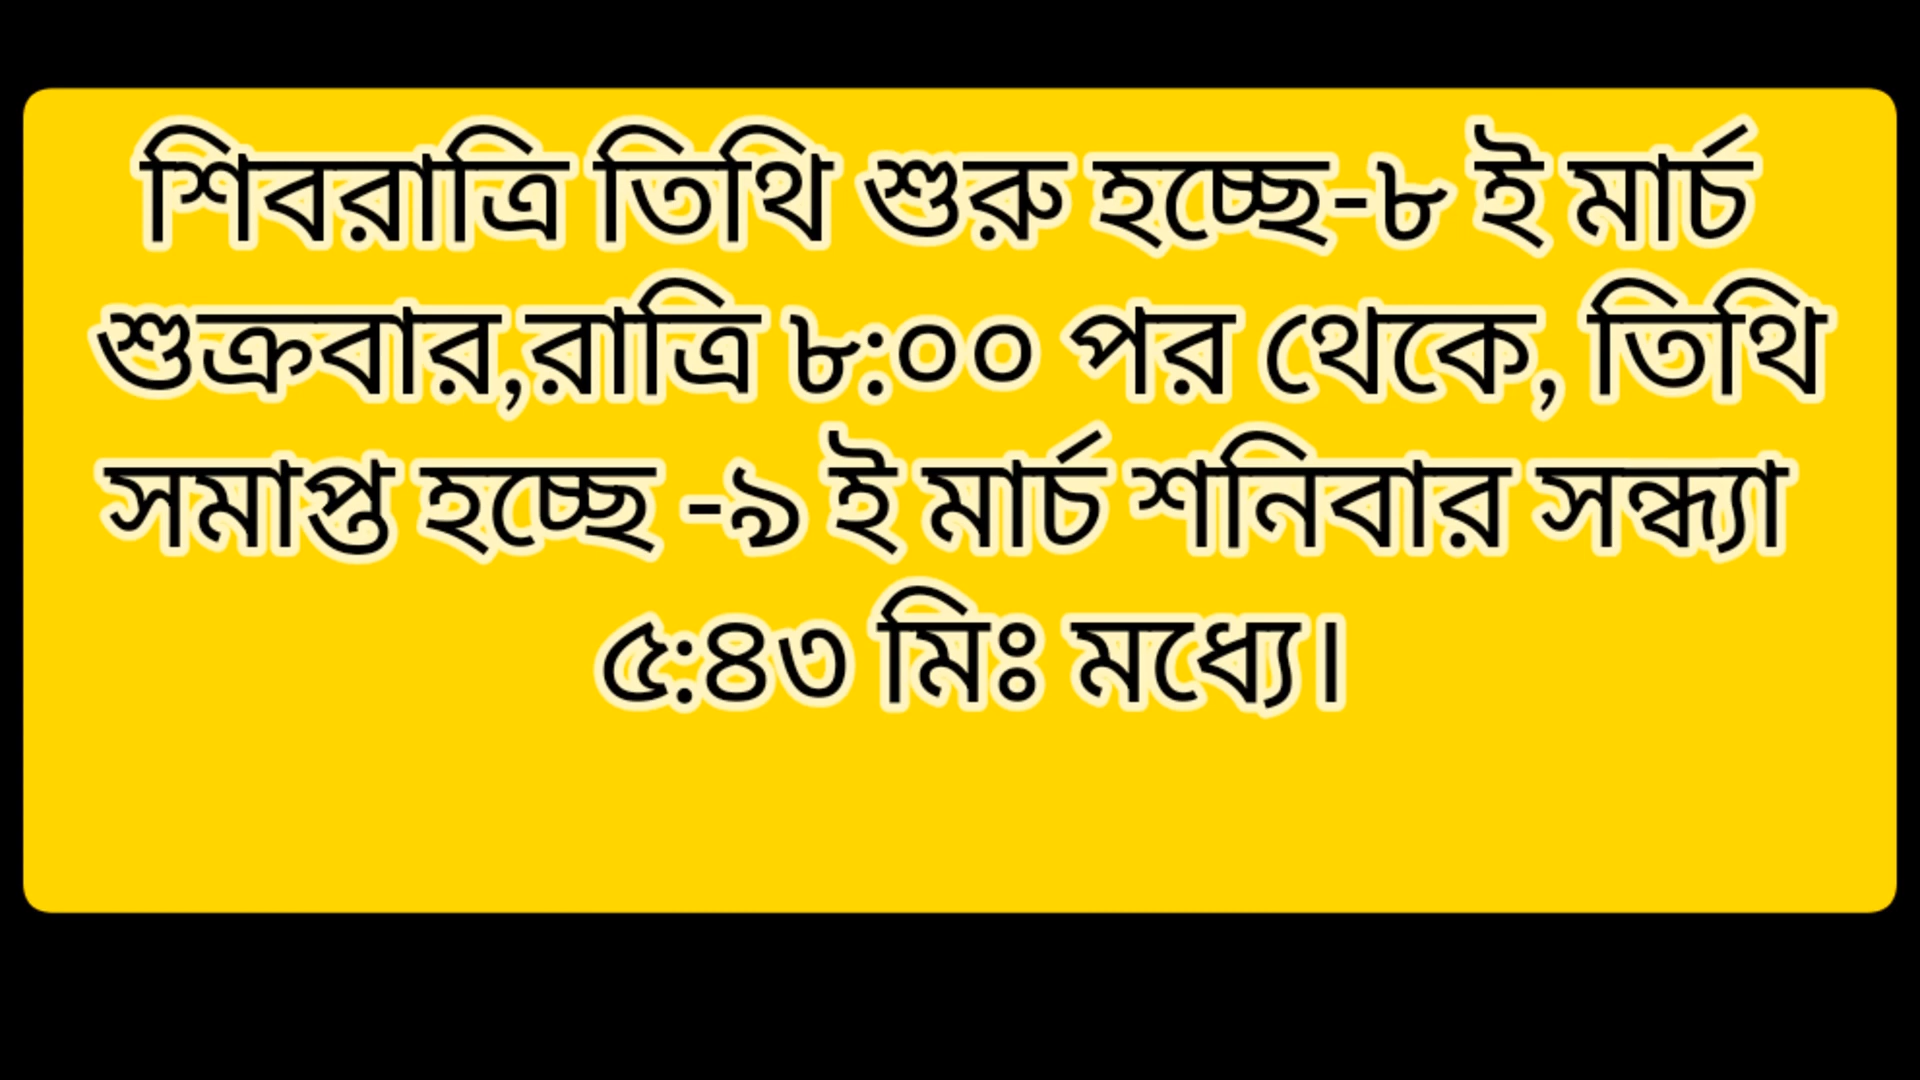 শিবরাত্রি তিথি শুরু হচ্ছে-৮ ই মার্চ
শুক্রবার,রাত্রি ৮:০০ পর থেকে, তিথি
সমাপ্ত হচ্ছে -৯ ই মার্চ শনিবার সন্ধ্যা
৫:৪৩ মিঃ মধ্যে।